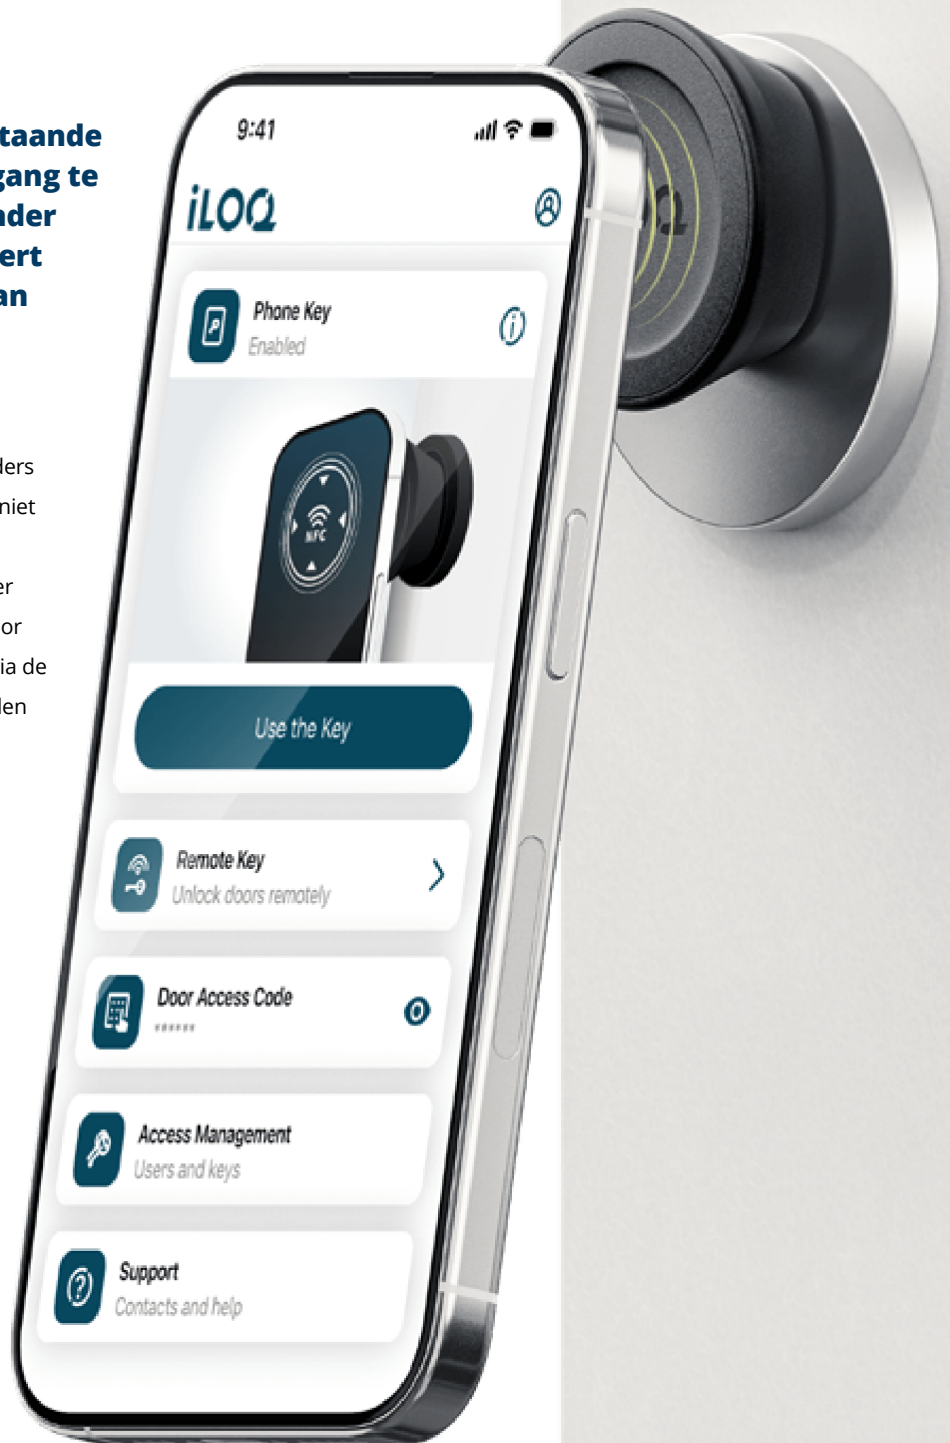 taande
gang te
nder
ert
an
ders
niet
er
or
ia de
den
9:41
iLOQ
Phone Key
Enabled
NFC
Use the Key
Remote Key
Unlock doors remotely
Door Access Code
******
Access Management
Users and keys
Support
Contacts and help